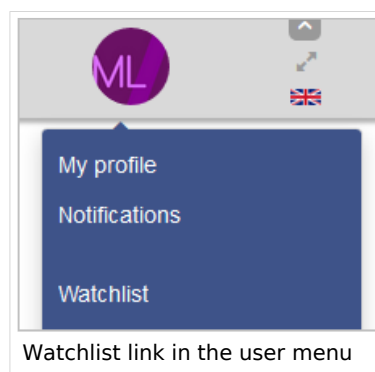 ML
My profile
Notifications
Watchlist
Watchlist link in the user menu